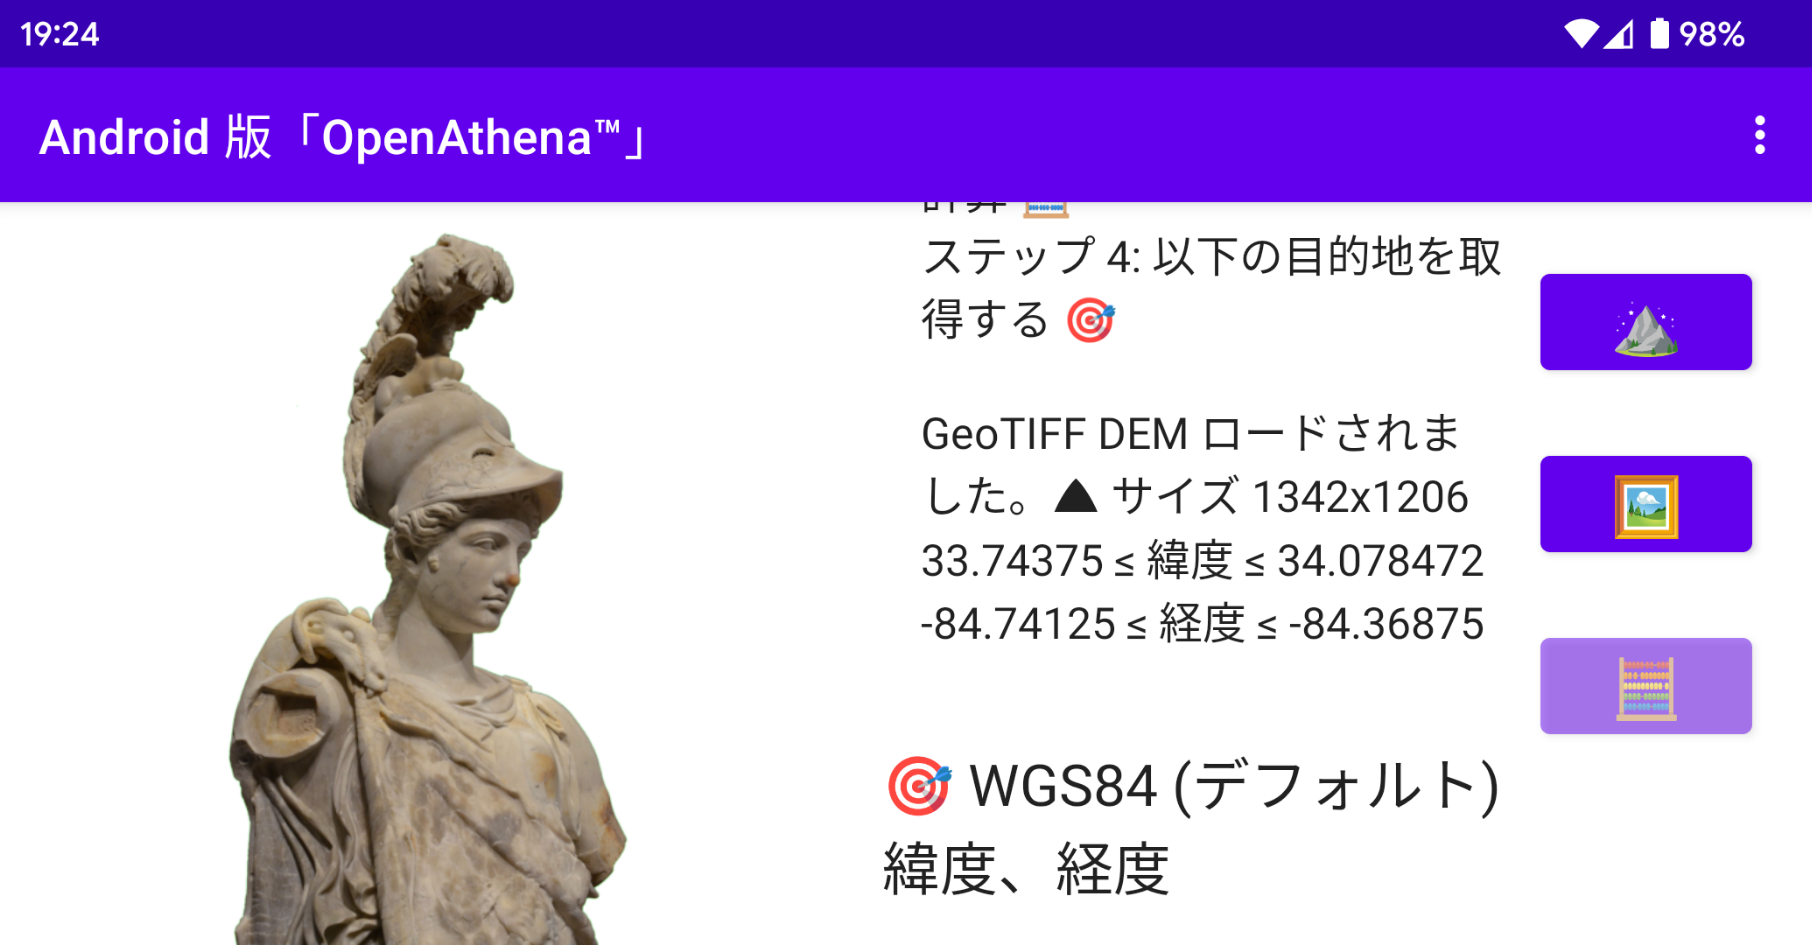 19:24
98%
Android 版「OpenAthena™」
計算 🧮
ステップ 4: 以下の目的地を取
得する 🎯
GeoTIFF DEM ロードされま
した。⛰ サイズ 1342x1206
33.74375 ≤ 緯度 ≤ 34.078472
-84.74125 ≤ 経度 ≤ -84.36875
🎯 WGS84 (デフォルト)
緯度、経度